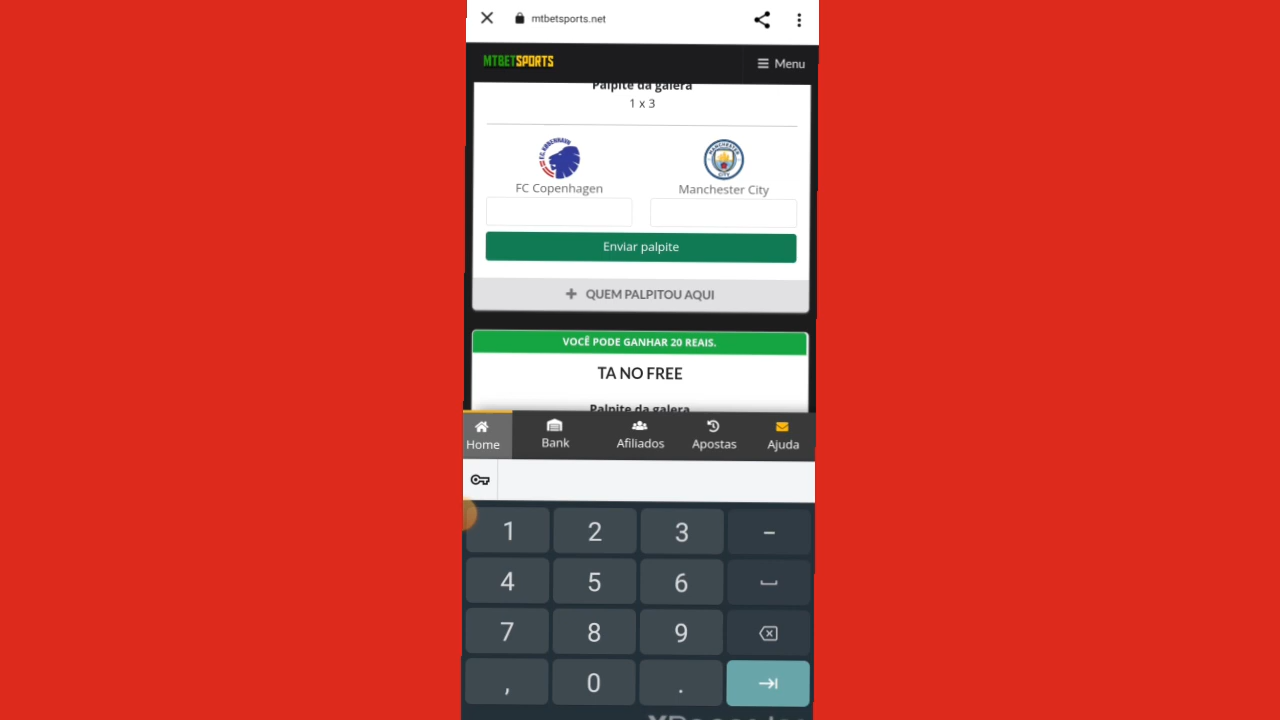 mtbetsports.net
MTBETSPORTS
Menu
Palpite da galera
1 x 3
FC Copenhagen
Manchester City
Enviar palpite
+ QUEM PALPITOU AQUI
VOCÊ PODE GANHAR 20 REAIS.
TA NO FREE
Palpite da galera
Home
Bank
Afiliados
Apostas
Ajuda
1 2 3 -
4 5 6
7 8 9
, 0 .